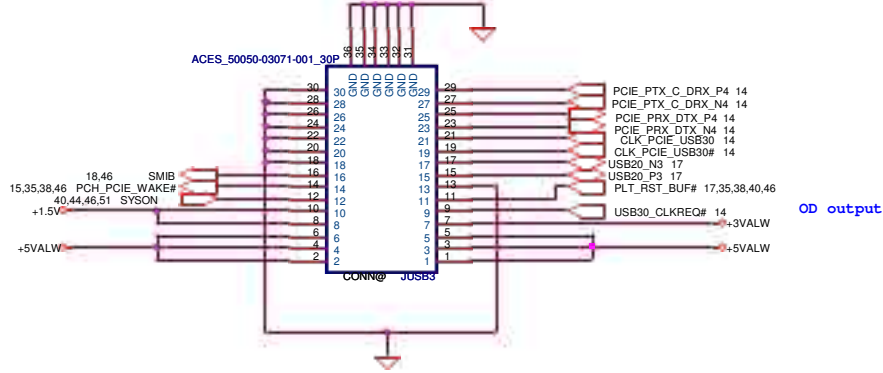 36 35 34 33 32 31
ACES_50050-03071-001_30P
GND GND GND GND GND GND
30 30 29 29 PCIE_PTX_C_DRX_P4 14
28 28 27 27 PCIE_PTX_C_DRX_N4 14
26 26 25 25 PCIE_PRX_DTX_P4 14
24 24 23 23 PCIE_PRX_DTX_N4 14
22 22 21 21 CLK_PCIE_USB30 14
20 20 19 19 CLK_PCIE_USB30# 14
18 18 17 17 USB20_N3 17
18,46 SMIB 16 16 15 15 USB20_P3 17
15,35,38,46 PCH_PCIE_WAKE# 14 14 13 13 PLT_RST_BUF# 17,35,38,40,46
40,44,46,51 SYSON 12 12 11 11
+1.5V 10 10 9 9 USB30_CLKREQ# 14 OD output
8 8 7 7 +3VALW
6 6 5 5
+5VALW 4 4 3 3 +5VALW
2 2 1 1
CONN@ JUSB3